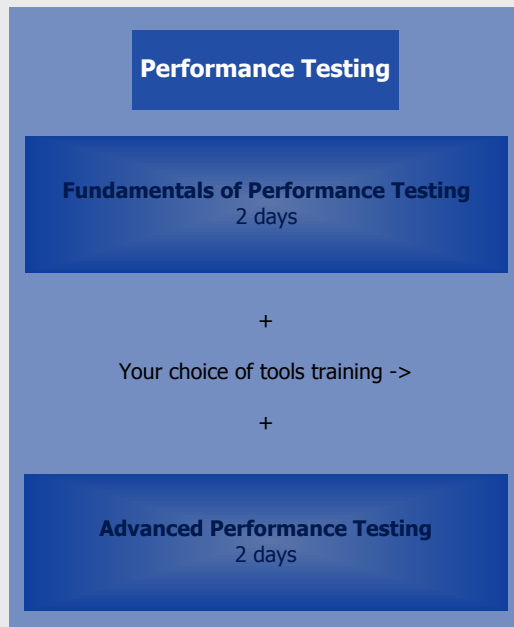 Performance Testing
Fundamentals of Performance Testing
2 days
+
Your choice of tools training ->
+
Advanced Performance Testing
2 days